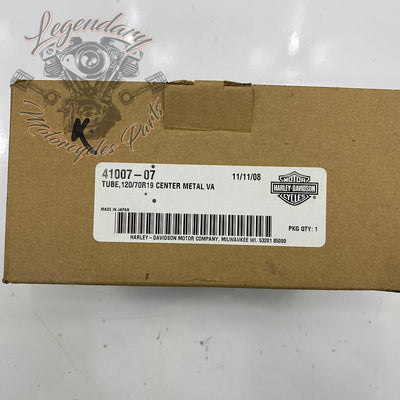 Legendary
Motorcycles Parts
K
41007-07
11/11/08
TUBE,120/70R19 CENTER METAL VA
MOTOR
HARLEY-DAVIDSON
CYCLES
MADE IN JAPAN
PKG QTY: 1
HARLEY - DAVIDSON MOTOR COMPANY, MILWAUKEE WI. 53201 85009